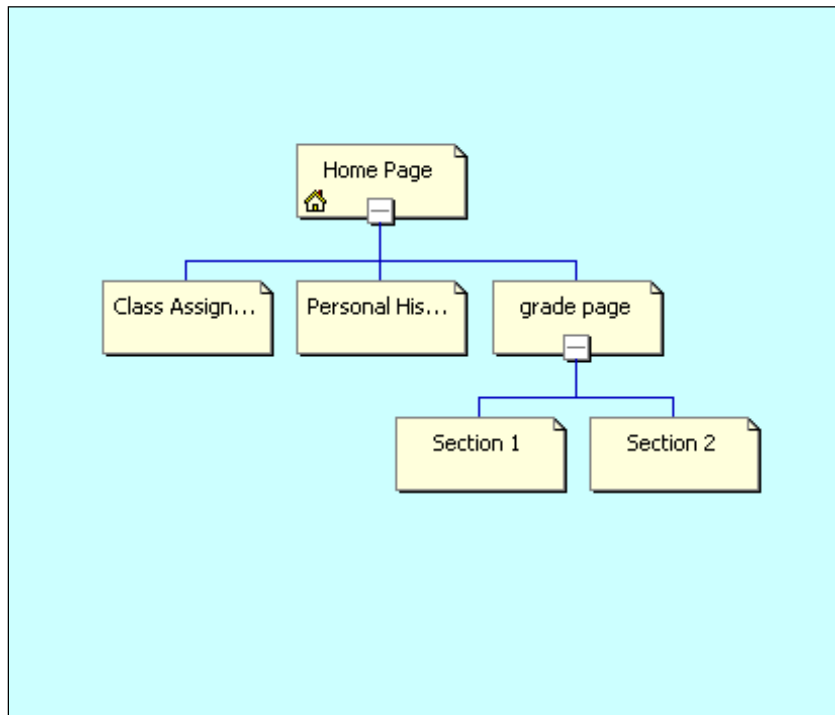 Home Page
Class Assign...
Personal His...
grade page
Section 1
Section 2